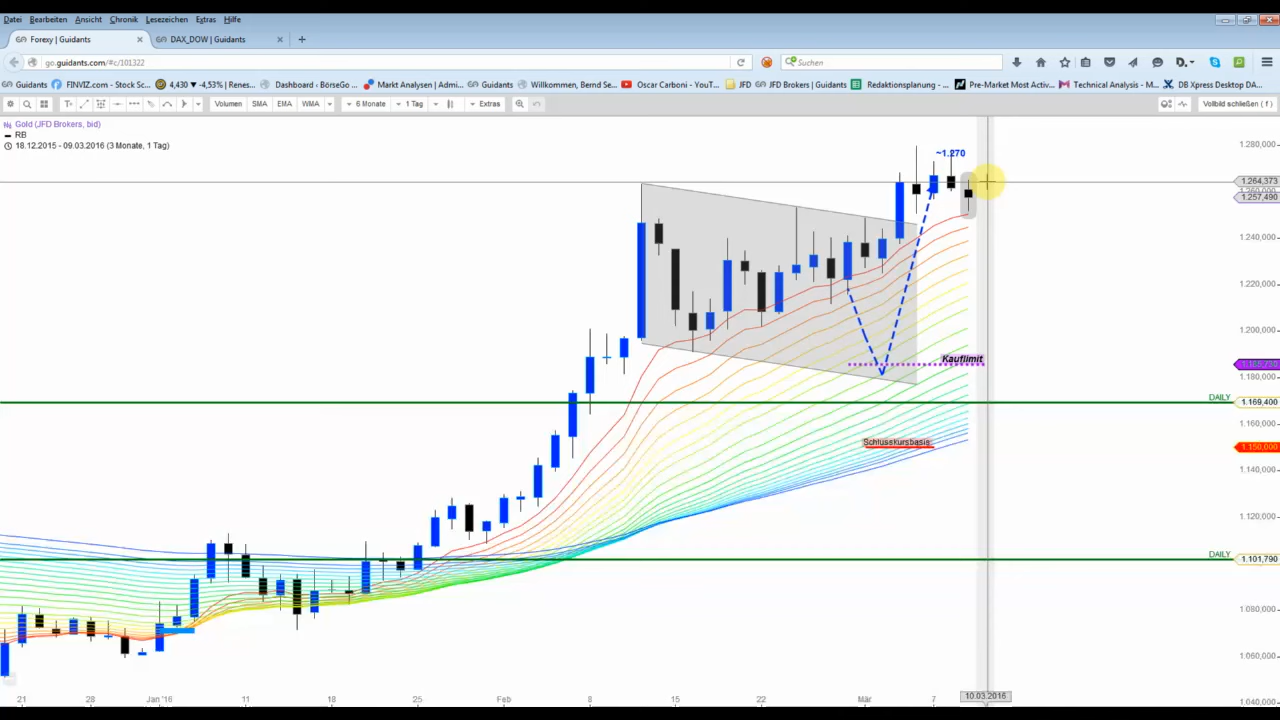 Datei Bearbeiten Ansicht Chronik Lesezeichen Extras Hilfe
Forexy | Guidants
DAX_DOW | Guidants
go.guidants.com/#c/101322
Suchen
Guidants FINVIZ.com - Stock Sc... 4,430 ▾ -4,53% | Renes... Dashboard ‹ BörseGo ... Markt Analysen | Admi... Guidants Willkommen, Bernd Se... Oscar Carboni - YouT... JFD JFD Brokers | Guidants Redaktionsplanung - ... Pre-Market Most Activ... Technical Analysis - M... DB Xpress Desktop DA...
Volumen SMA EMA WMA 6 Monate 1 Tag Extras Vollbild schließen ( f )
Gold (JFD Brokers, bid)
RB
18.12.2015 - 09.03.2016 (3 Monate, 1 Tag)
1.280,000
~1.270
1.264,373
1.257,490
1.240,000
1.220,000
1.200,000
Kauflimit
1.180,000
DAILY
1.169,400
1.160,000
Schlusskursbasis:
1.150,000
1.140,000
1.120,000
DAILY
1.101,790
1.080,000
1.060,000
1.040,000
21 28 Jan '16 11 18 25 Feb 8 15 22 Mär 7 10.03.2016